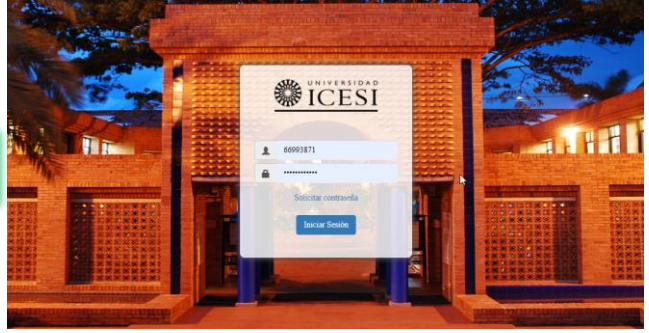 UNIVERSIDAD
ICESI
66993871
••••••••••••
Solicitar contraseña
Iniciar Sesión